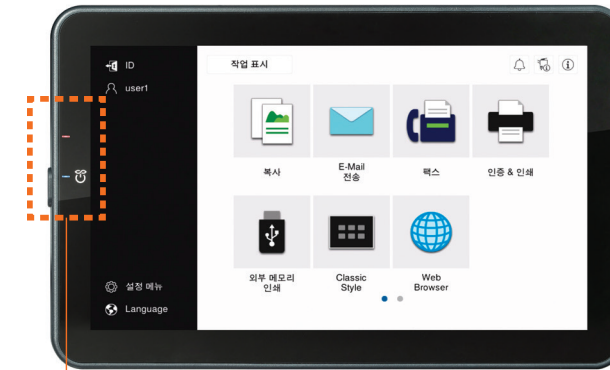 ID
user1
작업 표시
복사
E-Mail
전송
팩스
인증 & 인쇄
외부 메모리
인쇄
Classic
Style
Web
Browser
설정 메뉴
Language